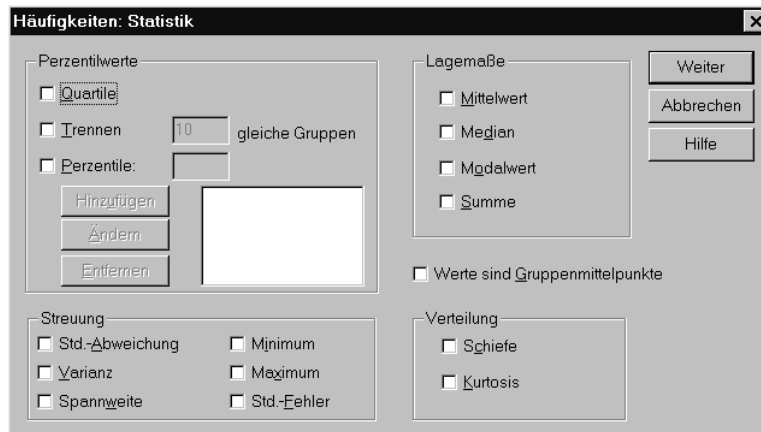 Häufigkeiten: Statistik
Perzentilwerte
Quartile
Trennen 10 gleiche Gruppen
Perzentile:
Hinzufügen
Ändern
Entfernen
Lagemaße
Mittelwert
Median
Modalwert
Summe
Weiter
Abbrechen
Hilfe
Werte sind Gruppenmittelpunkte
Streuung
Std.-Abweichung Minimum
Varianz Maximum
Spannweite Std.-Fehler
Verteilung
Schiefe
Kurtosis